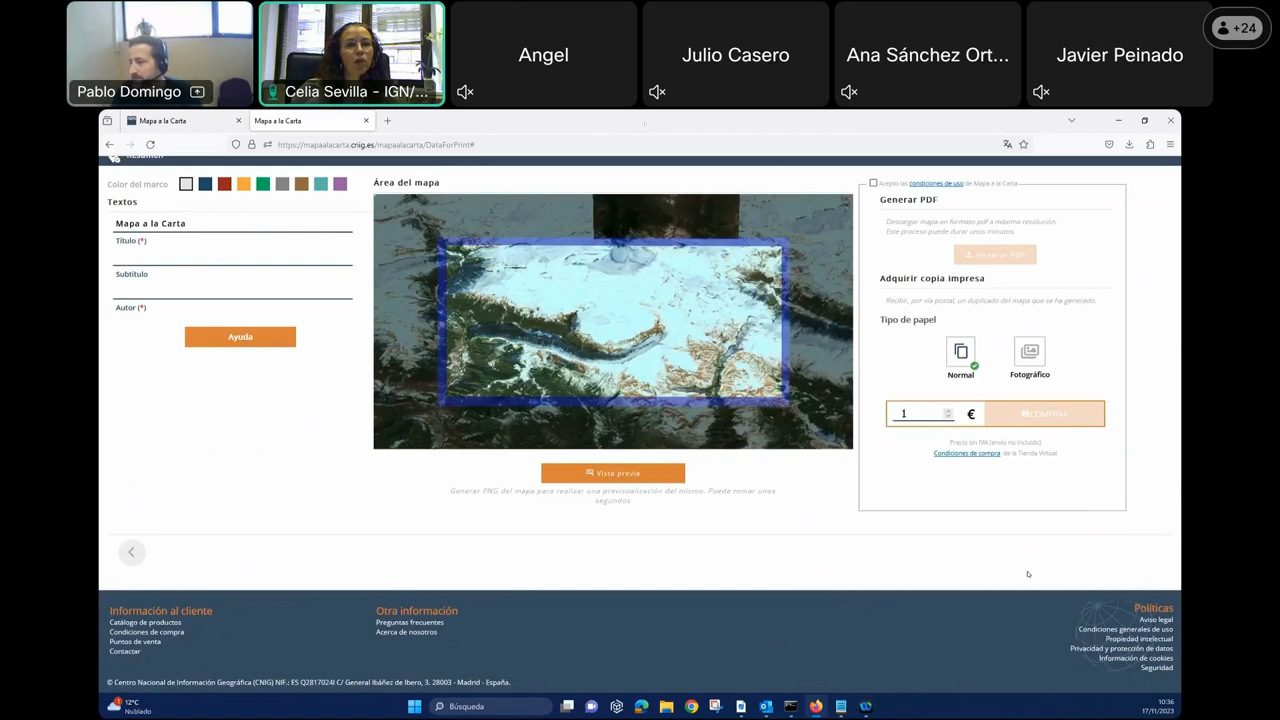 Pablo Domingo
Celia Sevilla - IGN/...
Angel
Julio Casero
Ana Sánchez Ort...
Javier Peinado
+24
Mapa a la Carta
Mapa a la Carta
https://mapaalacarta.cnig.es/mapaalacarta/DataForPrint#
Resumen
Color del marco
Textos
Mapa a la Carta
Título (*)
Subtítulo
Autor (*)
Ayuda
Área del mapa
Vista previa
Generar PNG del mapa para realizar una previsualización del mismo. Puede tomar unos
segundos
Acepto las condiciones de uso de Mapa a la Carta
Generar PDF
Descargar mapa en formato pdf a máxima resolución.
Este proceso puede durar unos minutos.
Generar PDF
Adquirir copia impresa
Recibir, por vía postal, un duplicado del mapa que se ha generado.
Tipo de papel
Normal
Fotográfico
1
€
COMPRAR
Precio sin IVA (envío no incluido)
Condiciones de compra de la Tienda Virtual
Información al cliente
Catálogo de productos
Condiciones de compra
Puntos de venta
Contactar
Otra información
Preguntas frecuentes
Acerca de nosotros
Políticas
Aviso legal
Condiciones generales de uso
Propiedad intelectual
Privacidad y protección de datos
Información de cookies
Seguridad
© Centro Nacional de Información Geográfica (CNIG) NIF.: ES Q2817024I C/ General Ibáñez de Ibero, 3. 28003 - Madrid - España.
1
12°C
Nublado
Búsqueda
10:36
17/11/2023